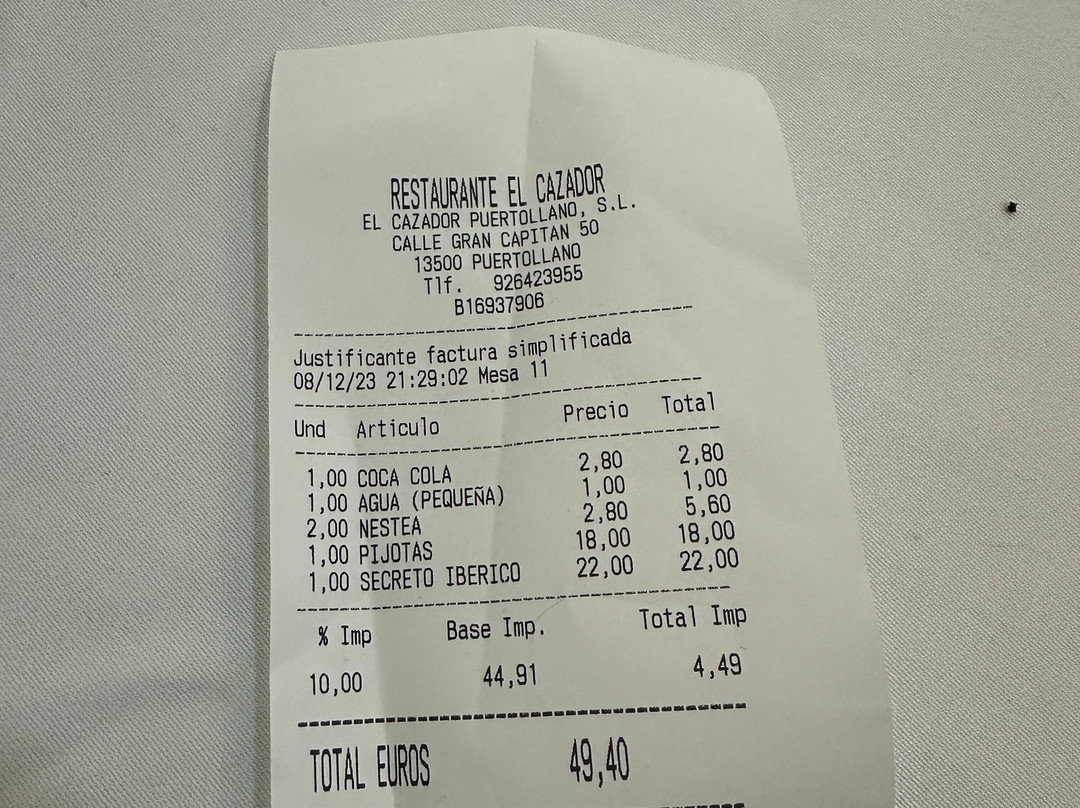 RESTAURANTE EL CAZADOR
EL CAZADOR PUERTOLLANO, S.L.
CALLE GRAN CAPITAN 50
13500 PUERTOLLANO
Tlf. 926423955
B16937906
Justificante factura simplificada
08/12/23 21:29:02 Mesa 11
Und Articulo Precio Total
1,00 COCA COLA 2,80 2,80
1,00 AGUA (PEQUEÑA) 1,00 1,00
2,00 NESTEA 2,80 5,60
1,00 PIJOTAS 18,00 18,00
1,00 SECRETO IBERICO 22,00 22,00
% Imp Base Imp. Total Imp
10,00 44,91 4,49
TOTAL EUROS 49,40